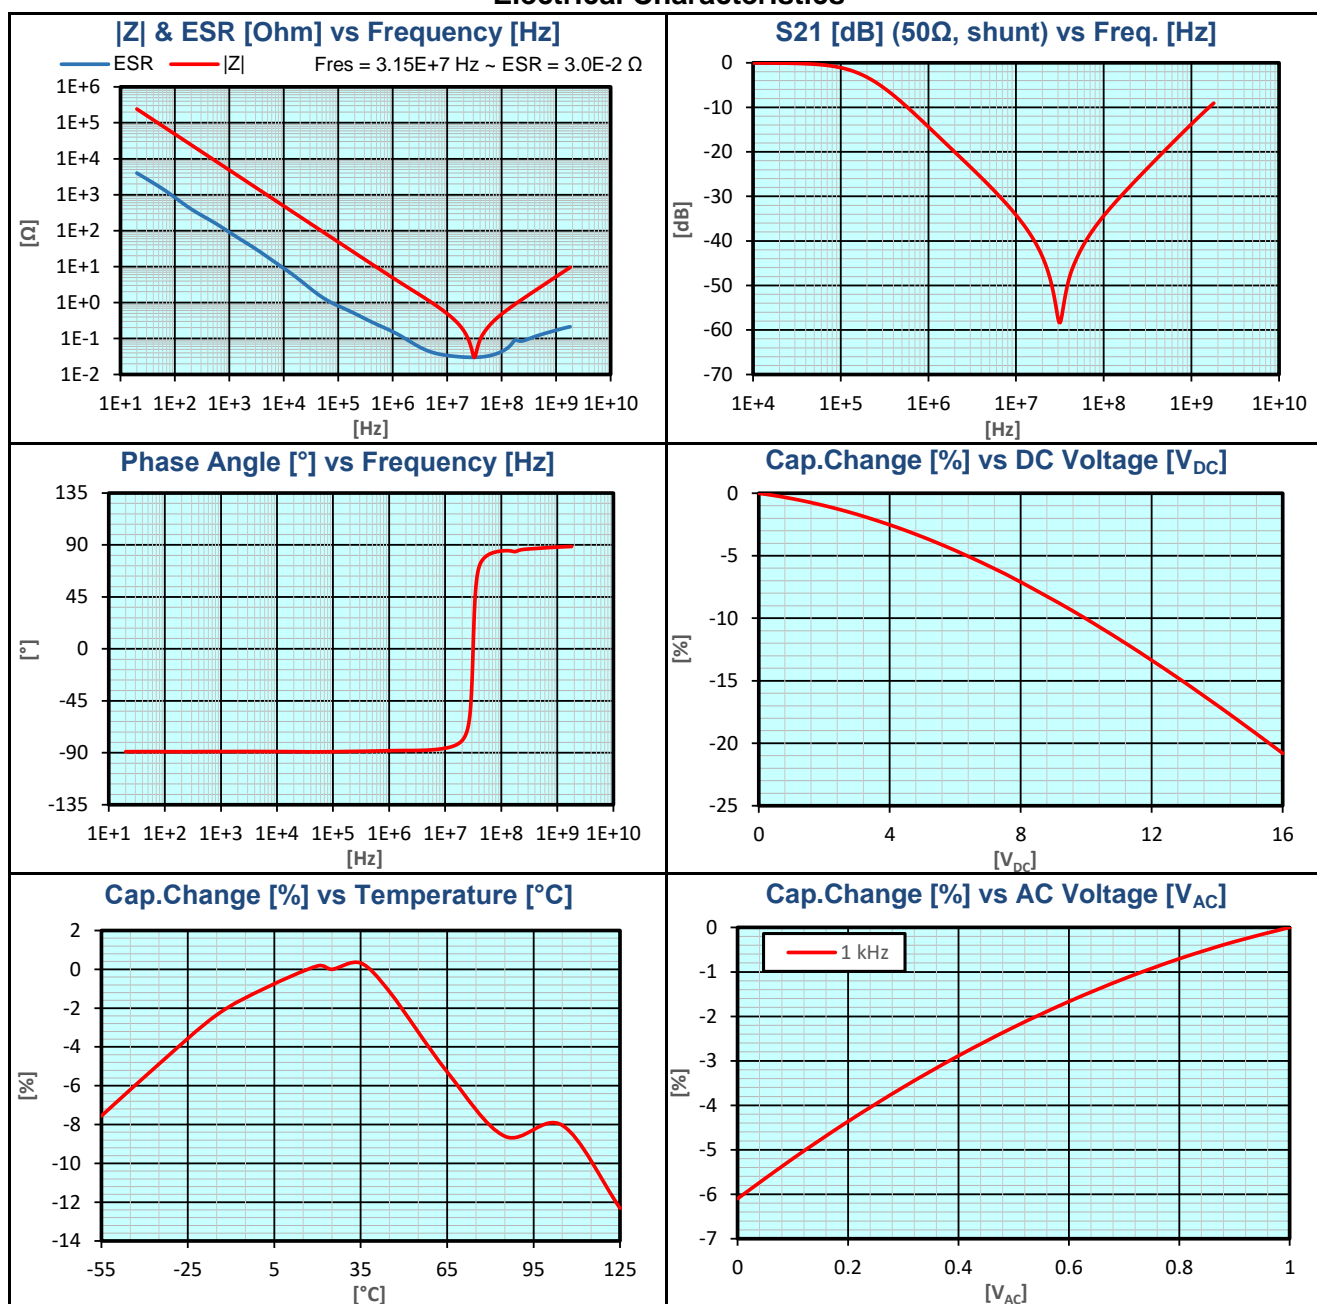 Electrical Characteristics
|Z| & ESR [Ohm] vs Frequency [Hz]
ESR |Z| Fres = 3.15E+7 Hz ~ ESR = 3.0E-2 Ω
1E+6
1E+5
1E+4
1E+3
1E+2
1E+1
1E+0
1E-1
1E-2
[Ω]
1E+1 1E+2 1E+3 1E+4 1E+5 1E+6 1E+7 1E+8 1E+9 1E+10
[Hz]
S21 [dB] (50Ω, shunt) vs Freq. [Hz]
0
-10
-20
-30
-40
-50
-60
-70
[dB]
1E+4 1E+5 1E+6 1E+7 1E+8 1E+9 1E+10
[Hz]
Phase Angle [°] vs Frequency [Hz]
135
90
45
0
-45
-90
-135
[°]
1E+1 1E+2 1E+3 1E+4 1E+5 1E+6 1E+7 1E+8 1E+9 1E+10
[Hz]
Cap.Change [%] vs DC Voltage [VDC]
0
-5
-10
-15
-20
-25
[%]
0 4 8 12 16
[VDC]
Cap.Change [%] vs Temperature [°C]
2
0
-2
-4
-6
-8
-10
-12
-14
[%]
-55 -25 5 35 65 95 125
[°C]
Cap.Change [%] vs AC Voltage [VAC]
1 kHz
0
-1
-2
-3
-4
-5
-6
-7
[%]
0 0.2 0.4 0.6 0.8 1
[VAC]